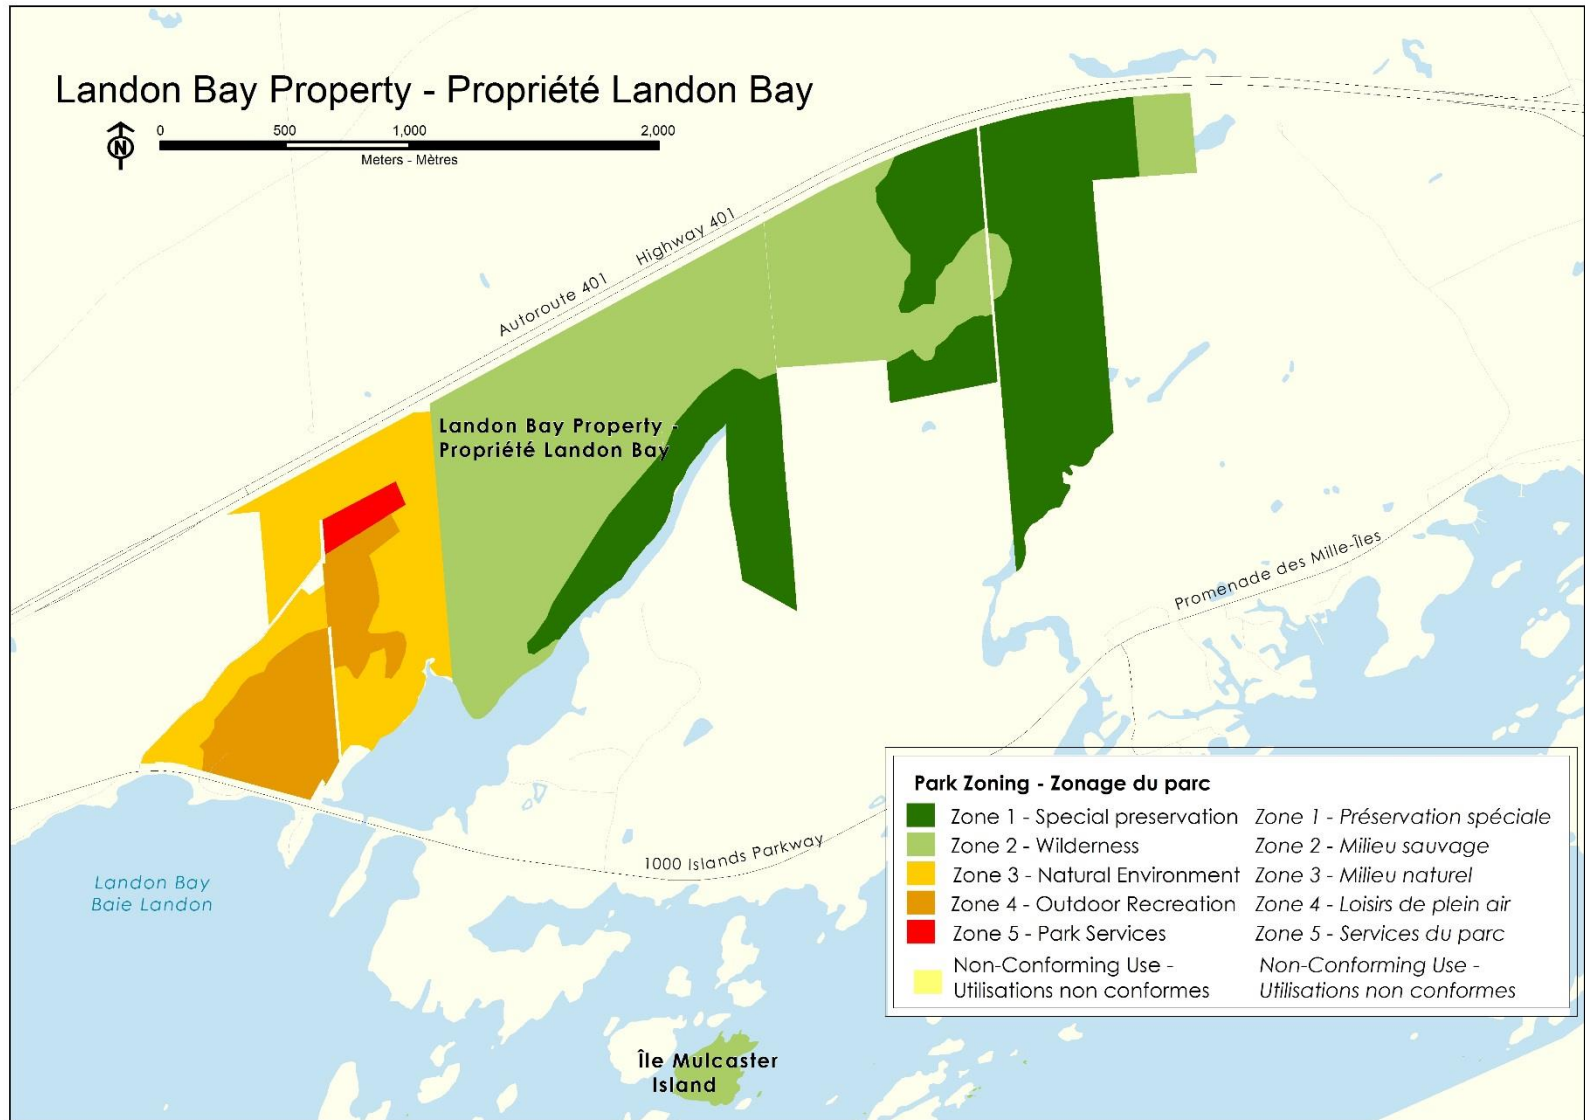 Landon Bay Property - Propriété Landon Bay
N
0 500 1,000 2,000
Meters - Mètres
Autoroute 401 Highway 401
Landon Bay Property -
Propriété Landon Bay
Promenade des Mille-Îles
1000 Islands Parkway
Landon Bay
Baie Landon
Île Mulcaster
Island
Park Zoning - Zonage du parc
Zone 1 - Special preservation Zone 1 - Préservation spéciale
Zone 2 - Wilderness Zone 2 - Milieu sauvage
Zone 3 - Natural Environment Zone 3 - Milieu naturel
Zone 4 - Outdoor Recreation Zone 4 - Loisirs de plein air
Zone 5 - Park Services Zone 5 - Services du parc
Non-Conforming Use - Non-Conforming Use -
Utilisations non conformes Utilisations non conformes